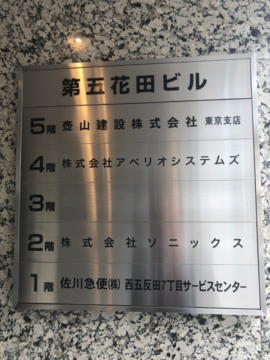 第五花田ビル
5階 壺山建設株式会社 東京支店
4階 株式会社アベリオシステムズ
3階
2階 株式会社ソニックス
1階 佐川急便(株) 西五反田7丁目サービスセンター